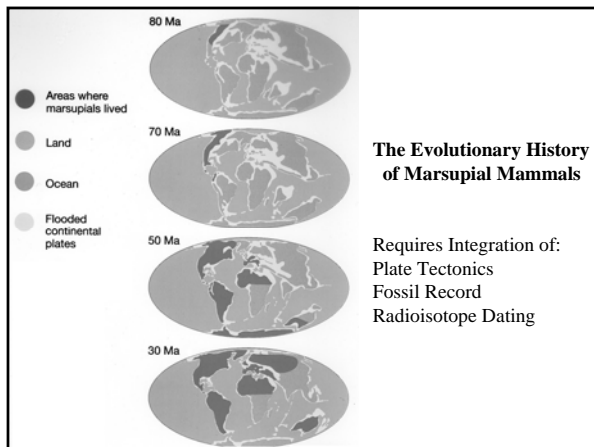 80 Ma
Areas where
marsupials lived
Land
Ocean
Flooded
continental
plates
70 Ma
50 Ma
30 Ma
The Evolutionary History
of Marsupial Mammals
Requires Integration of:
Plate Tectonics
Fossil Record
Radioisotope Dating